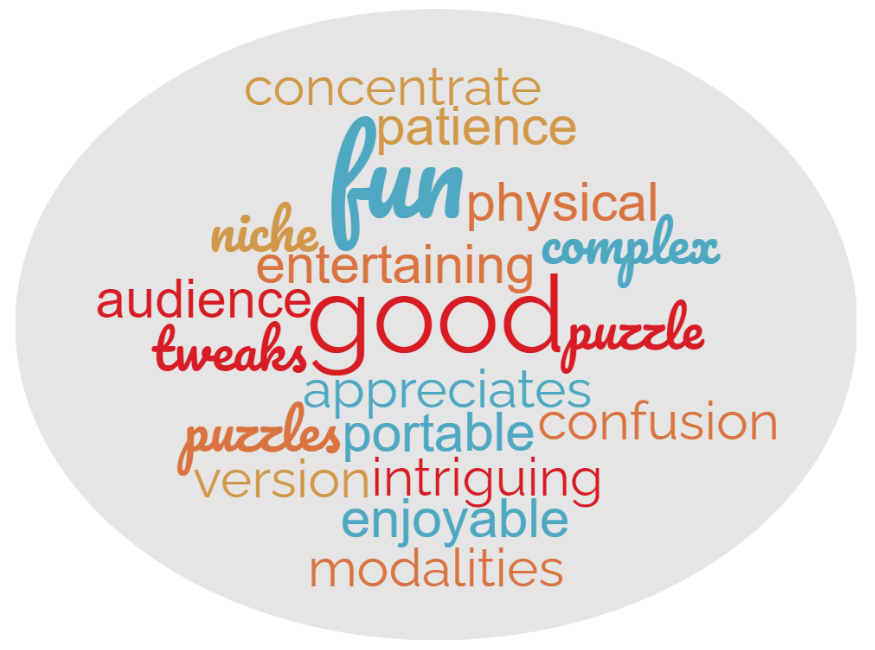 concentrate
patience
fun physical
niche complex
entertaining
audience good puzzle
tweaks
appreciates
puzzles portable confusion
version intriguing
enjoyable
modalities